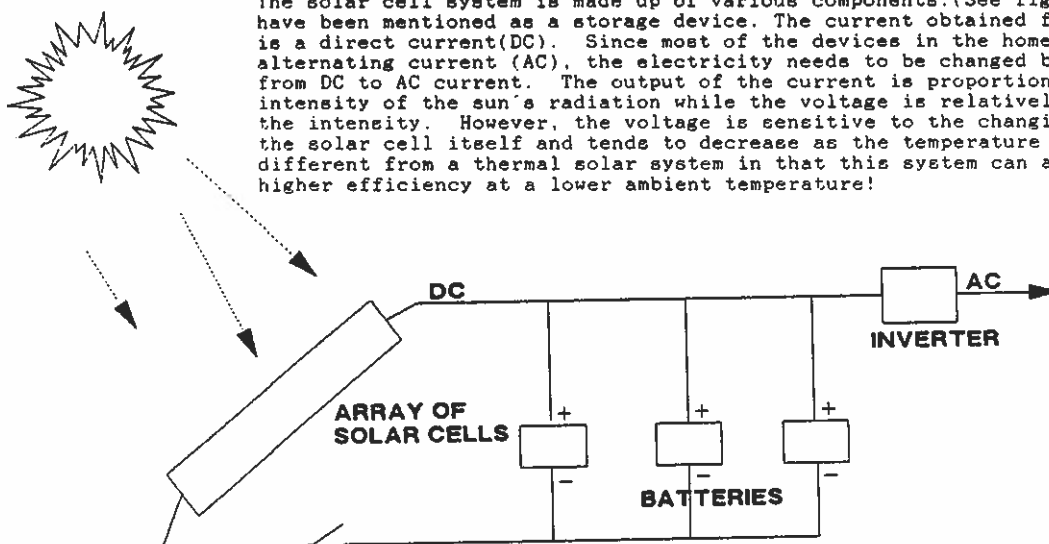 The solar cell system is made up of various components.(See fig
have been mentioned as a storage device. The current obtained f
is a direct current(DC). Since most of the devices in the home
alternating current (AC), the electricity needs to be changed b
from DC to AC current. The output of the current is proportion
intensity of the sun's radiation while the voltage is relativel
the intensity. However, the voltage is sensitive to the changi
the solar cell itself and tends to decrease as the temperature
different from a thermal solar system in that this system can a
higher efficiency at a lower ambient temperature!
DC
AC
INVERTER
ARRAY OF
SOLAR CELLS
+
+
+
-
-
-
BATTERIES